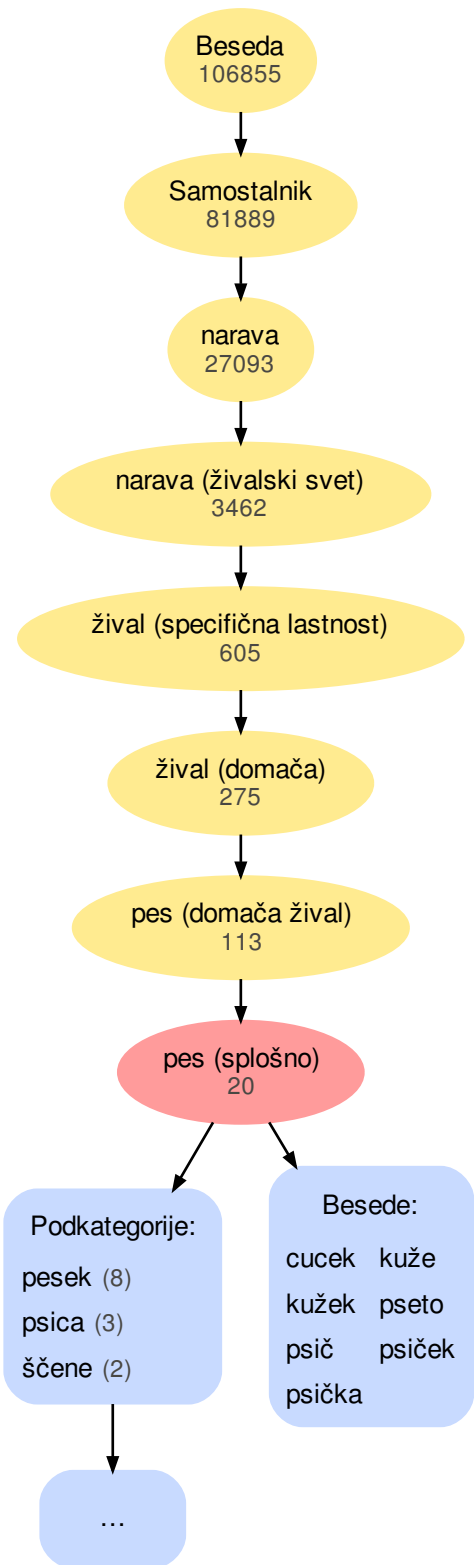 Beseda
106855
Samostalnik
81889
narava
27093
narava (živalski svet)
3462
žival (specifična lastnost)
605
žival (domača)
275
pes (domača žival)
113
pes (splošno)
20
Podkategorije:
pesek (8)
psica (3)
ščene (2)
...
Besede:
cucek kuže
kužek pseto
psič psiček
psička